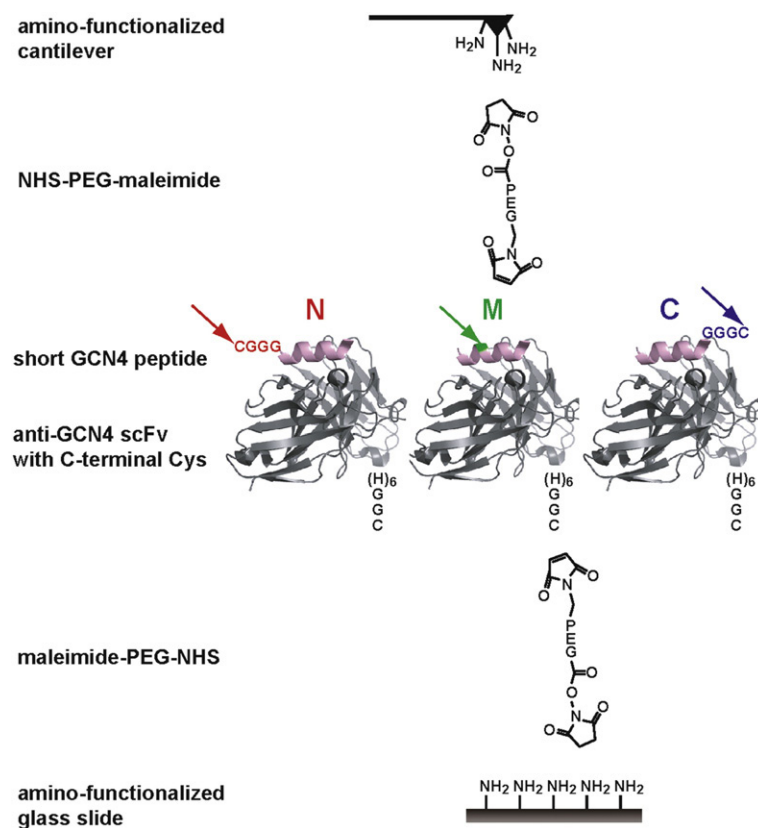 amino-functionalized
cantilever
H₂N NH₂
NH₂
O
N
O
O
O
NHS-PEG-maleimide
P
E
G
O
N
O
N M C
CGGG
GGGC
short GCN4 peptide
anti-GCN4 scFv
with C-terminal Cys
(H)₆ (H)₆ (H)₆
G G G
G G G
C C C
O
N
O
P
E
G
maleimide-PEG-NHS
O
O
N
O
O
NH₂ NH₂ NH₂ NH₂ NH₂
amino-functionalized
glass slide